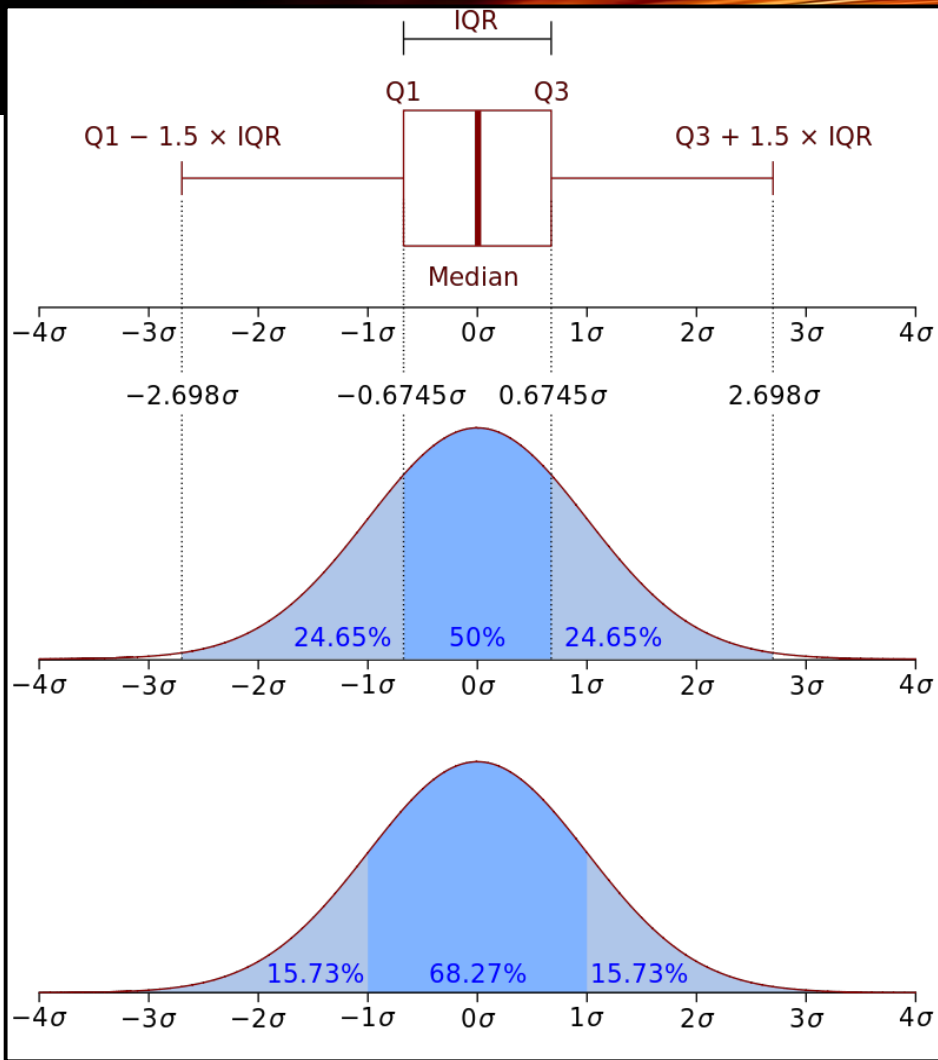 IQR
Q1 Q3
Q1 − 1.5 × IQR Q3 + 1.5 × IQR
Median
−4σ −3σ −2σ −1σ 0σ 1σ 2σ 3σ 4σ
−2.698σ −0.6745σ 0.6745σ 2.698σ
24.65% 50% 24.65%
−4σ −3σ −2σ −1σ 0σ 1σ 2σ 3σ 4σ
15.73% 68.27% 15.73%
−4σ −3σ −2σ −1σ 0σ 1σ 2σ 3σ 4σ